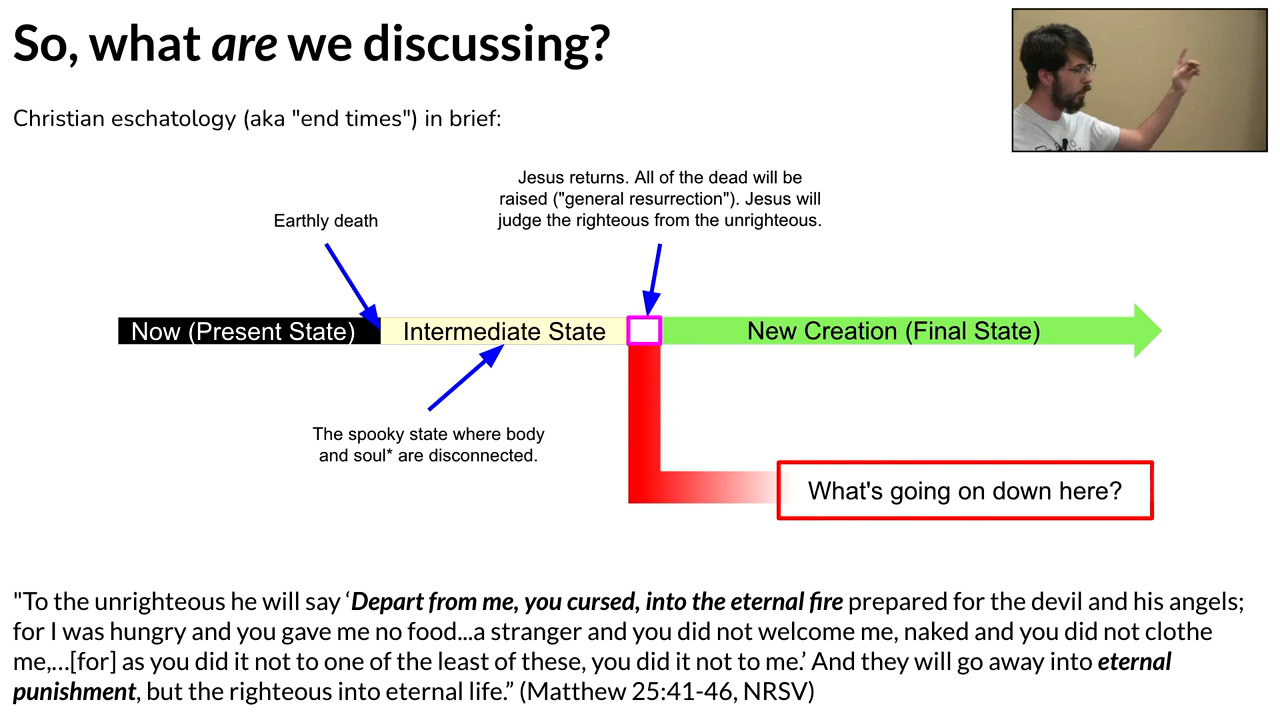 So, what are we discussing?
Christian eschatology (aka "end times") in brief:
Jesus returns. All of the dead will be
raised ("general resurrection"). Jesus will
judge the righteous from the unrighteous.
Earthly death
Now (Present State)
Intermediate State
New Creation (Final State)
The spooky state where body
and soul* are disconnected.
What's going on down here?
"To the unrighteous he will say ‘Depart from me, you cursed, into the eternal fire prepared for the devil and his angels;
for I was hungry and you gave me no food...a stranger and you did not welcome me, naked and you did not clothe
me,...[for] as you did it not to one of the least of these, you did it not to me.’ And they will go away into eternal
punishment, but the righteous into eternal life.” (Matthew 25:41-46, NRSV)